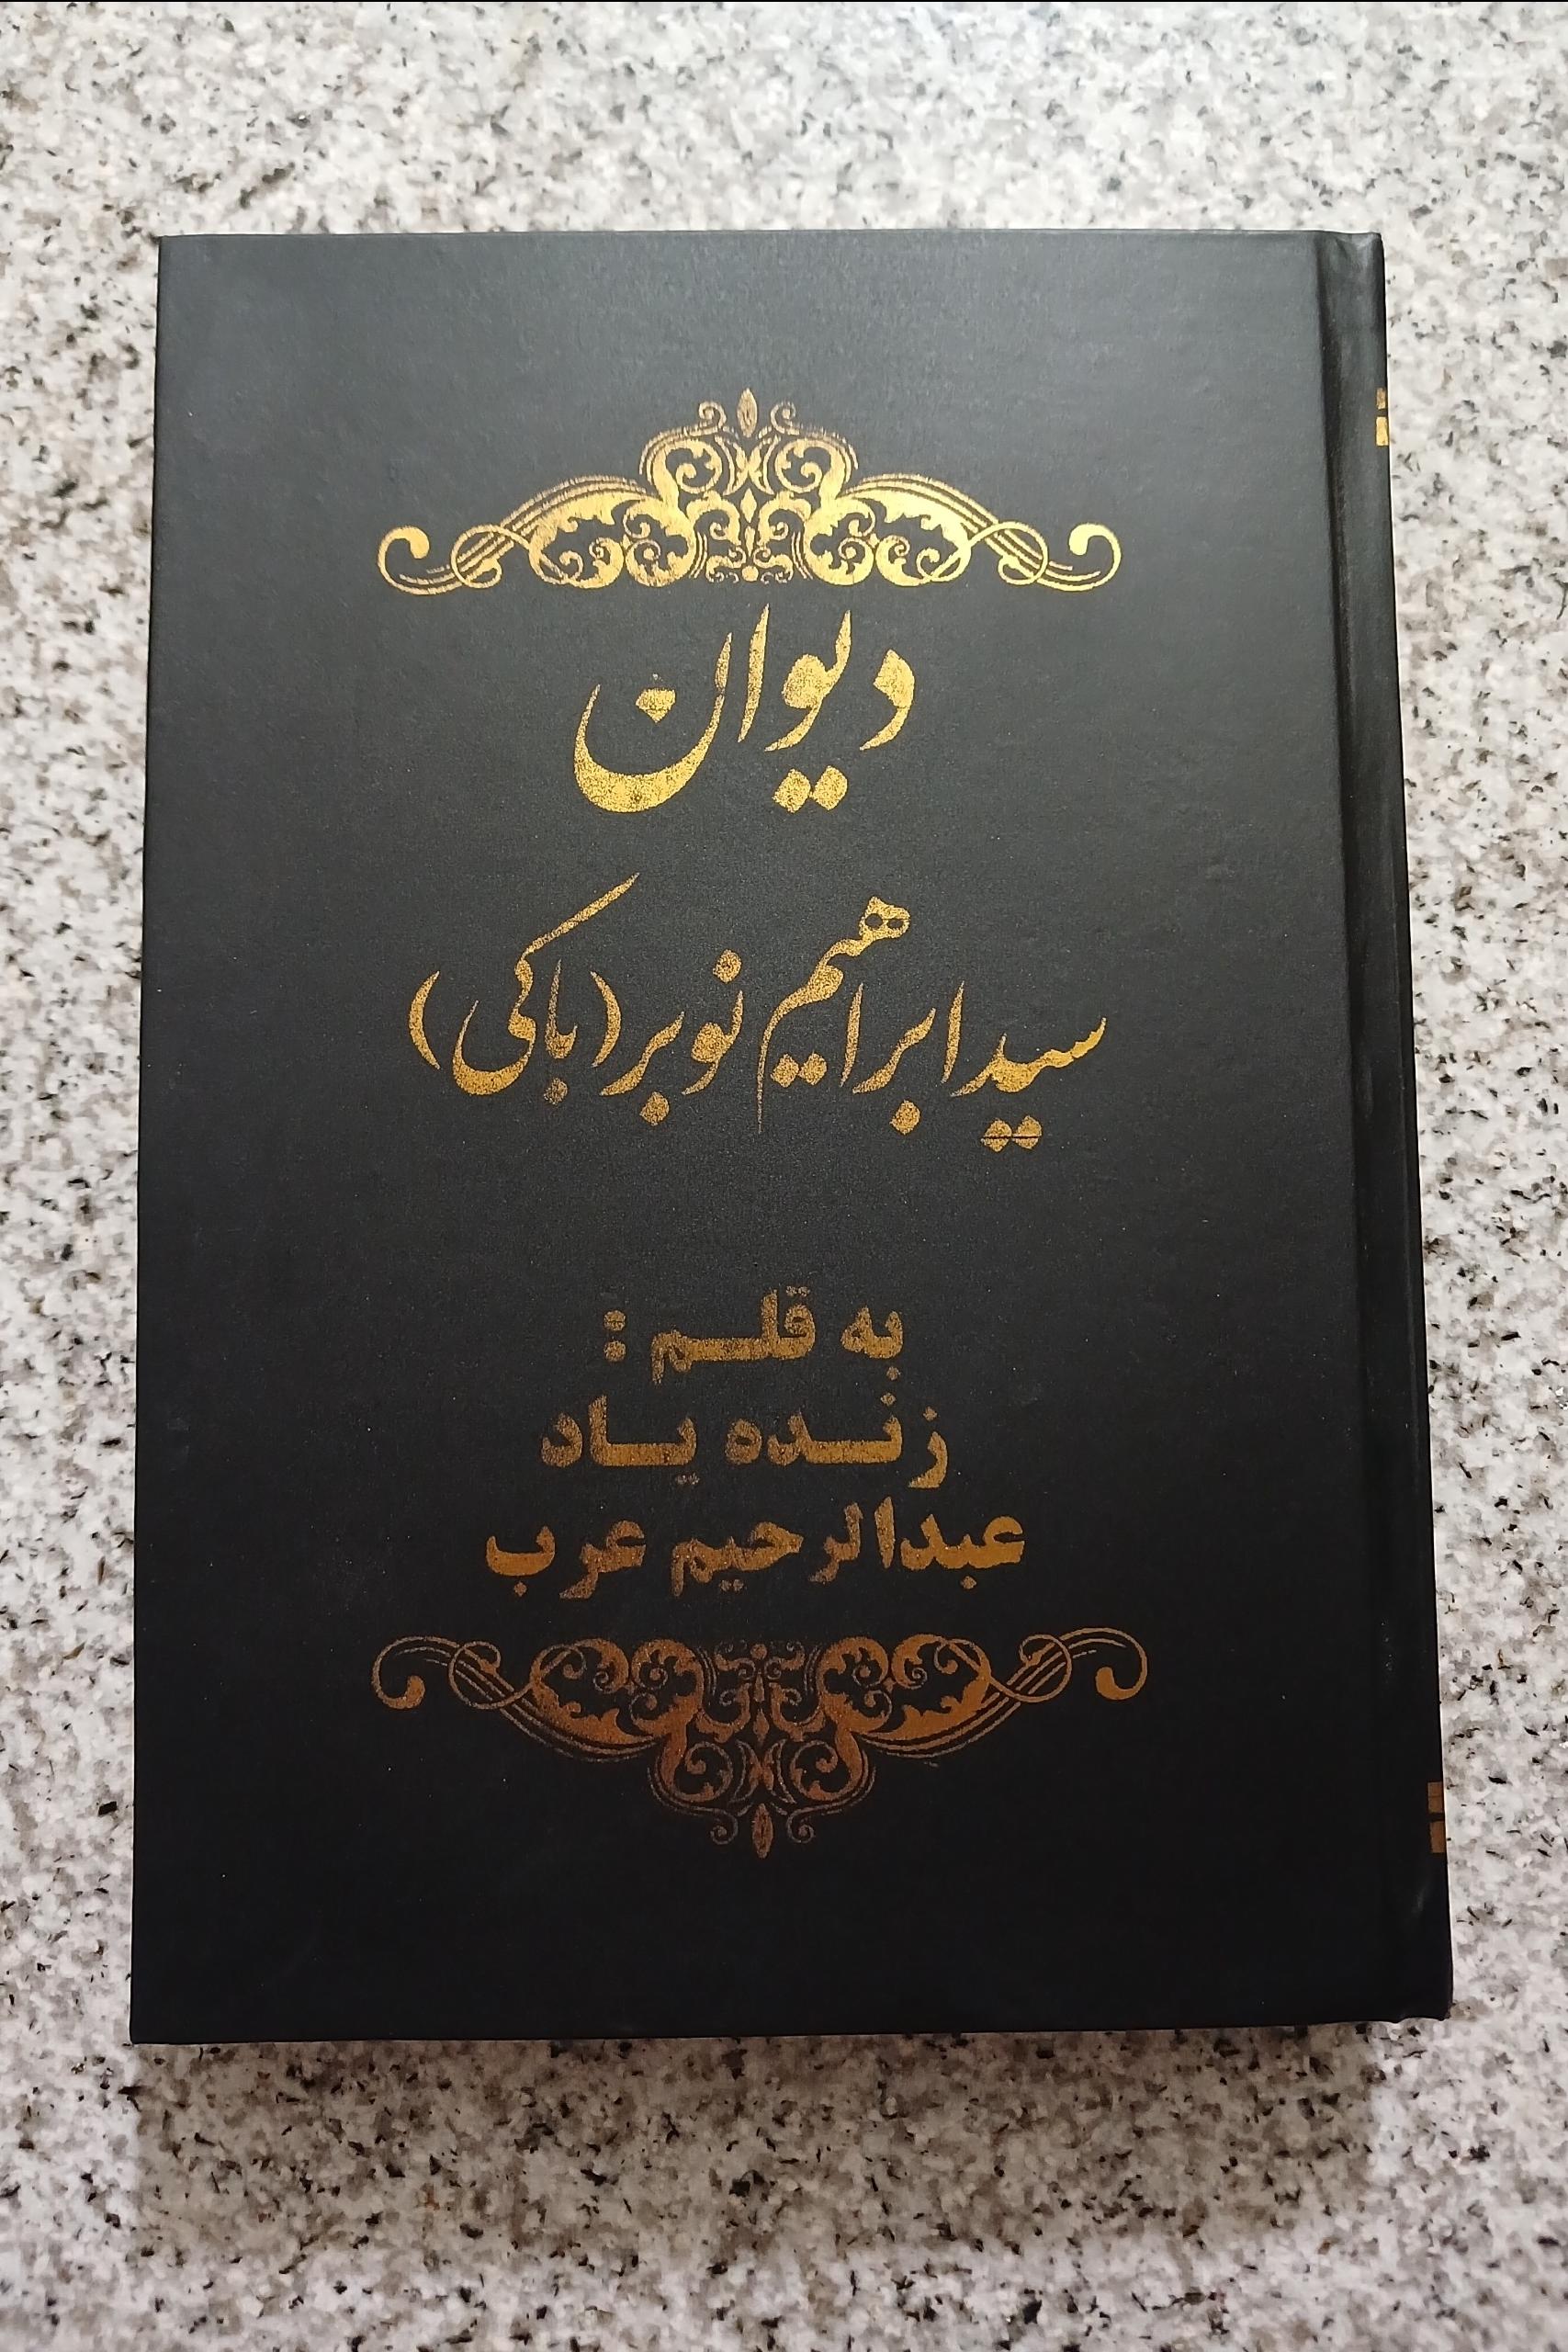 دیوان
سید ابراهیم نوبر (باکی)
به قلم :
زنده یاد
عبدالرحیم عرب